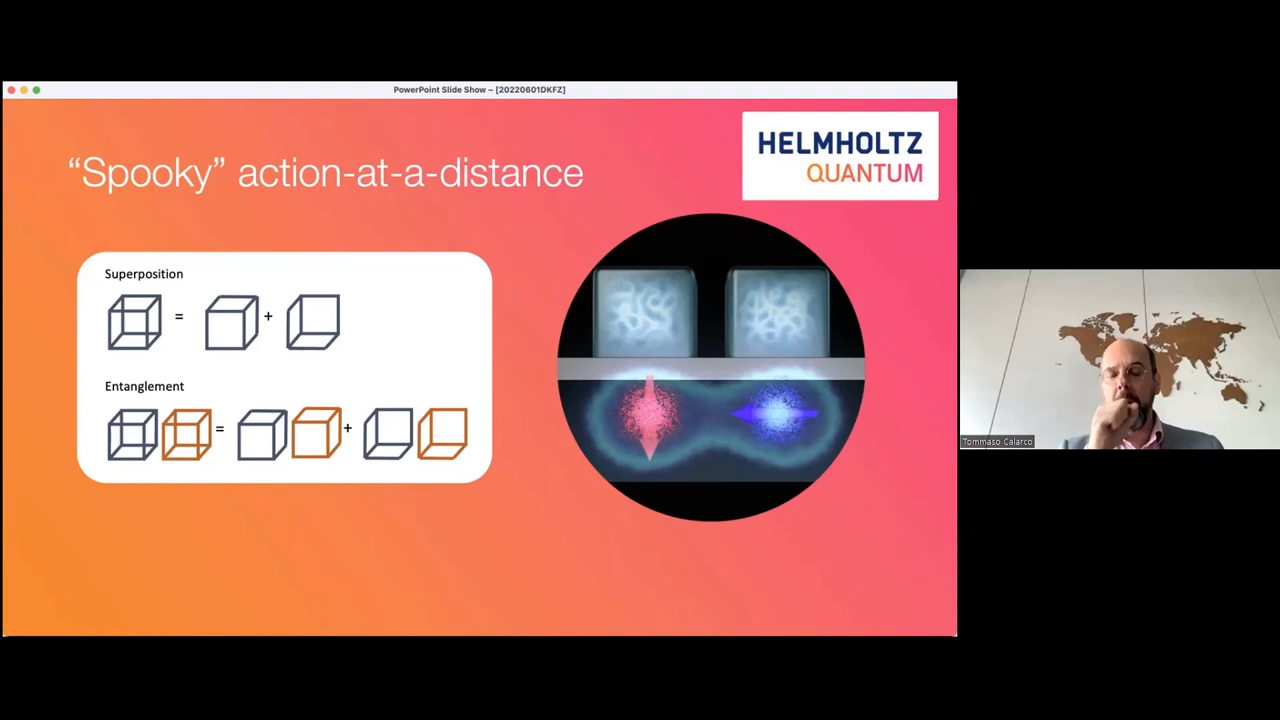 PowerPoint Slide Show – [20220601DKFZ]
“Spooky” action-at-a-distance
HELMHOLTZ
QUANTUM
Superposition
= +
Entanglement
= +
Tommaso Calarco